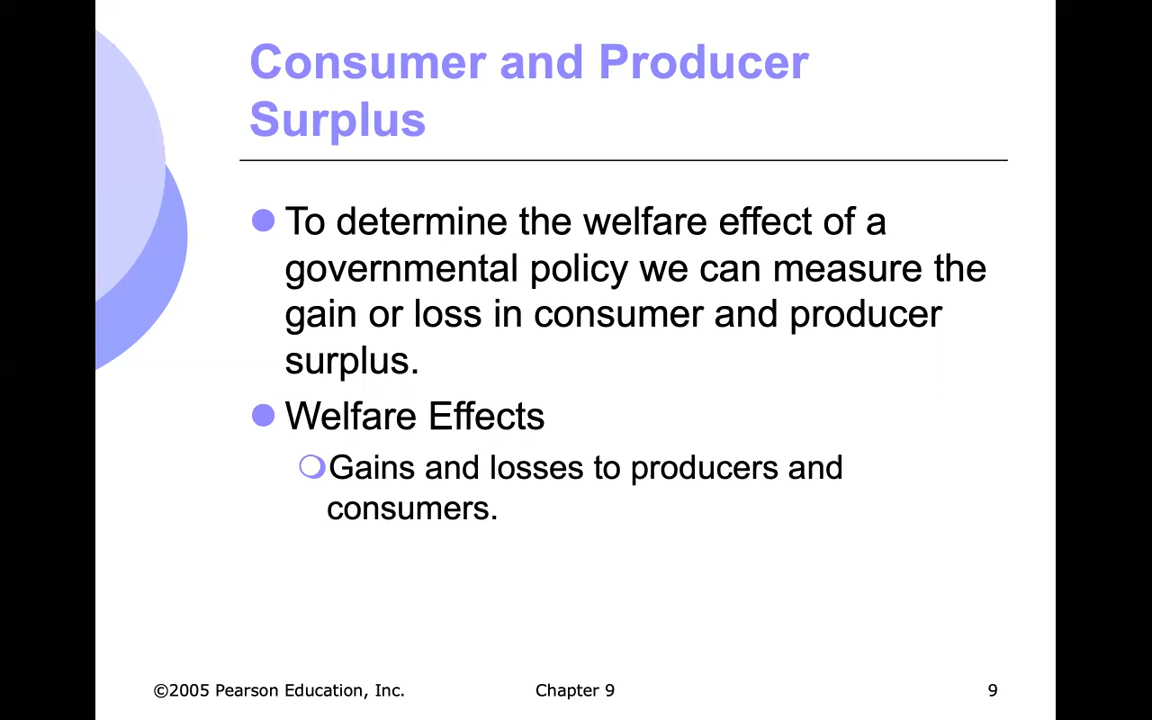 Consumer and Producer
Surplus
To determine the welfare effect of a
governmental policy we can measure the
gain or loss in consumer and producer
surplus.
Welfare Effects
Gains and losses to producers and
consumers.
©2005 Pearson Education, Inc.
Chapter 9
9